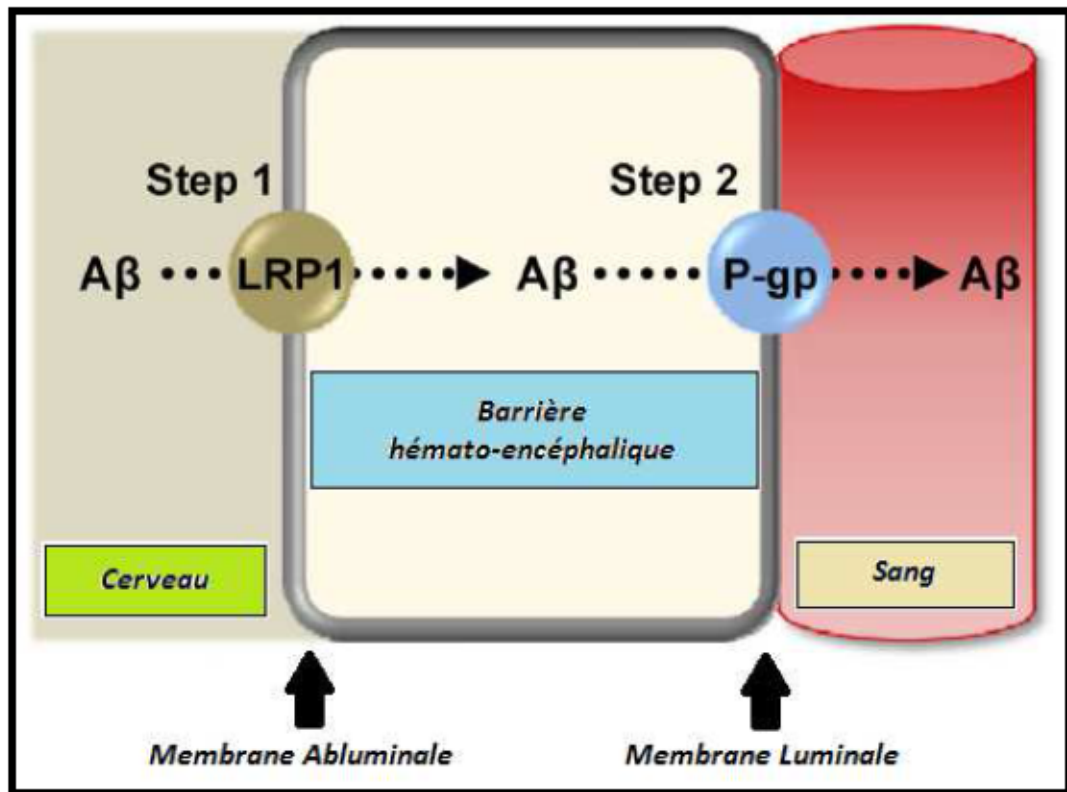 Step 1
Step 2
Aβ LRP1 Aβ P-gp Aβ
Barrière
hémato-encéphalique
Cerveau
Sang
Membrane Abluminale
Membrane Luminale